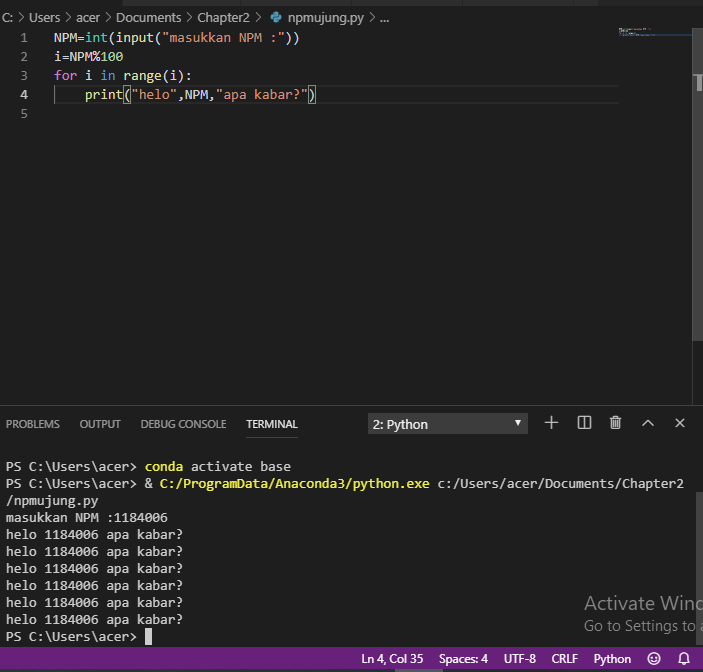 C: > Users > acer > Documents > Chapter2 > npmujung.py > ...
1 NPM=int(input("masukkan NPM :"))
2 i=NPM%100
3 for i in range(i):
4 print("helo",NPM,"apa kabar?")
5
PROBLEMS OUTPUT DEBUG CONSOLE TERMINAL 2: Python
PS C:\Users\acer> conda activate base
PS C:\Users\acer> & C:/ProgramData/Anaconda3/python.exe c:/Users/acer/Documents/Chapter2
/npmujung.py
masukkan NPM :1184006
helo 1184006 apa kabar?
helo 1184006 apa kabar?
helo 1184006 apa kabar?
helo 1184006 apa kabar?
helo 1184006 apa kabar?
helo 1184006 apa kabar?
PS C:\Users\acer>
Activate Wind
Go to Settings to a
Ln 4, Col 35 Spaces: 4 UTF-8 CRLF Python